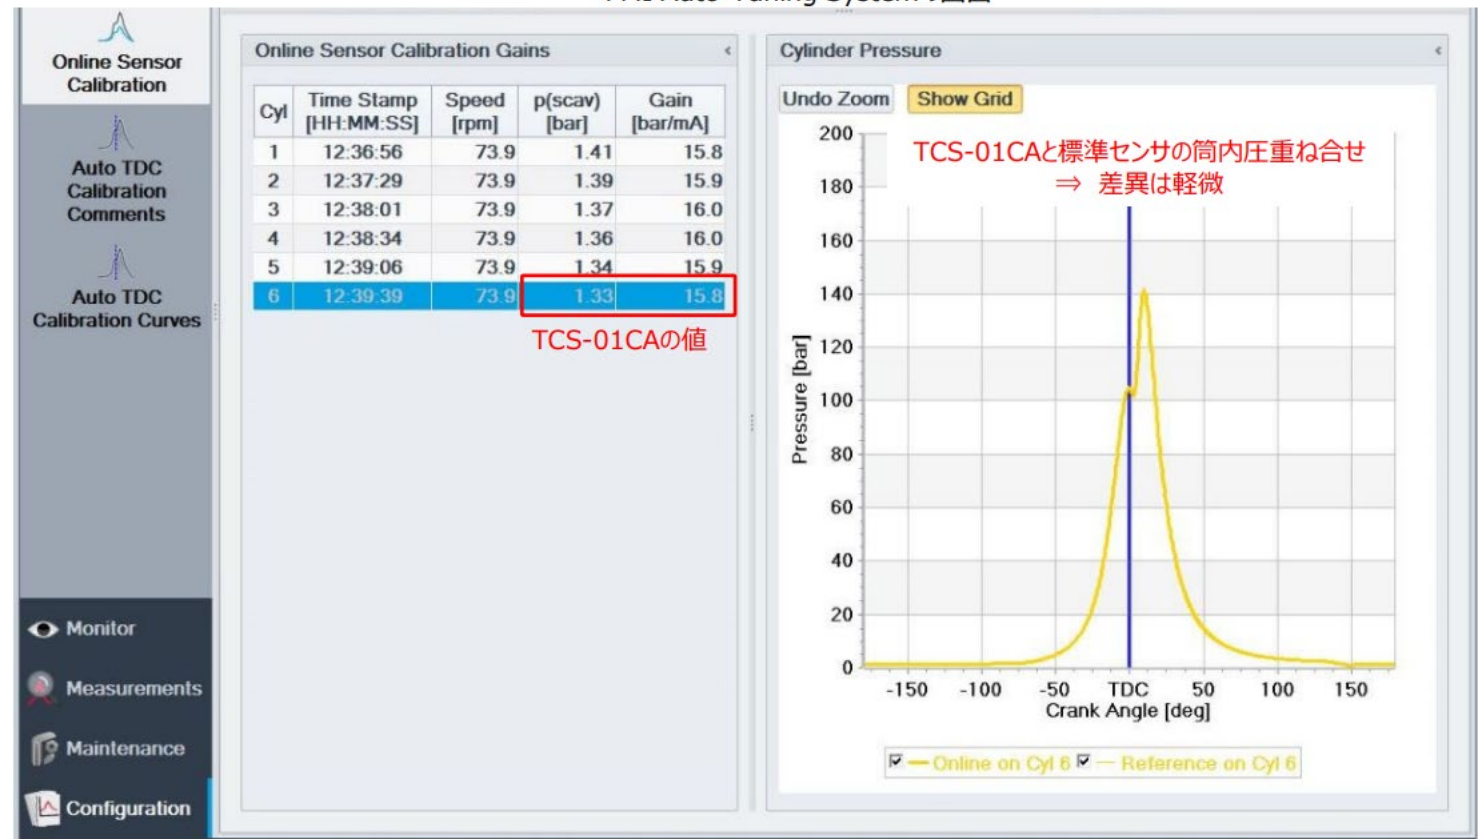 Online Sensor
Calibration
Auto TDC
Calibration
Comments
Auto TDC
Calibration Curves
Monitor
Measurements
Maintenance
Configuration
Online Sensor Calibration Gains
Cyl Time Stamp [HH:MM:SS] Speed [rpm] p(scav) [bar] Gain [bar/mA]
1 12:36:56 73.9 1.41 15.8
2 12:37:29 73.9 1.39 15.9
3 12:38:01 73.9 1.37 16.0
4 12:38:34 73.9 1.36 16.0
5 12:39:06 73.9 1.34 15.9
6 12:39:39 73.9 1.33 15.8
TCS-01CAの値
Cylinder Pressure
Undo Zoom Show Grid
TCS-01CAと標準センサの筒内圧重ね合せ
⇒ 差異は軽微
200
180
160
140
120
100
80
60
40
20
0
Pressure [bar]
-150 -100 -50 TDC 50 100 150
Crank Angle [deg]
Online on Cyl 6 Reference on Cyl 6